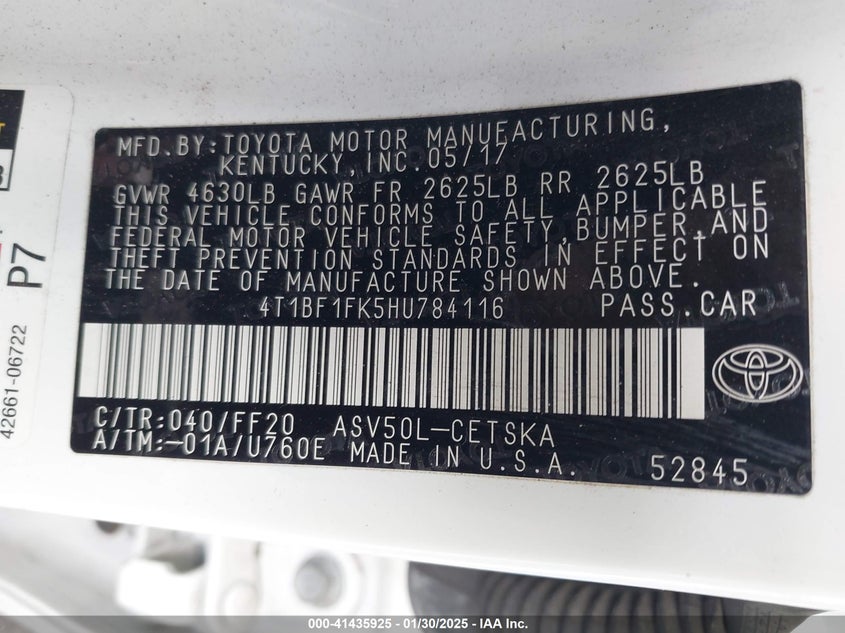 MFD.BY:TOYOTA MOTOR MANUFACTURING,
KENTUCKY,INC.05/17
GVWR 4630LB GAWR FR 2625LB RR 2625LB
THIS VEHICLE CONFORMS TO ALL APPLICABLE
FEDERAL MOTOR VEHICLE SAFETY,BUMPER,AND
THEFT PREVENTION STANDARDS IN EFFECT ON
THE DATE OF MANUFACTURE SHOWN ABOVE.
4T1BF1FK5HU784116 PASS.CAR
C/TR:040/FF20 ASV50L-CETSKA
A/TM:-01A/U760E MADE IN U.S.A. 52845
P7
42661-06722
000-41435925 - 01/30/2025 - IAA Inc.